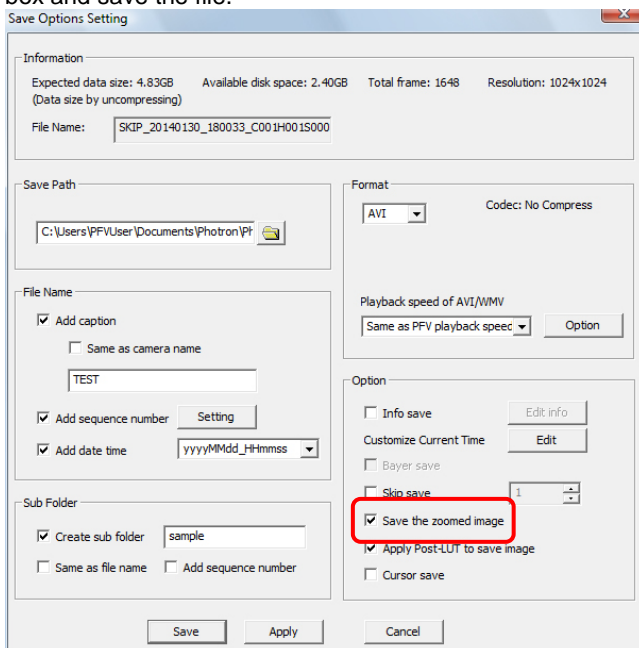 box and save the file.
Save Options Setting
Information
Expected data size: 4.83GB Available disk space: 2.40GB Total frame: 1648 Resolution: 1024x1024
(Data size by uncompressing)
File Name: SKIP_20140130_180033_C001H001S000
Save Path
C:\Users\PFVUser\Documents\Photron\Ph
Format
AVI Codec: No Compress
Playback speed of AVI/WMV
Same as PFV playback speed Option
File Name
Add caption
Same as camera name
TEST
Add sequence number Setting
Add date time yyyyMMdd_HHmmss
Sub Folder
Create sub folder sample
Same as file name Add sequence number
Option
Info save Edit info
Customize Current Time Edit
Bayer save
Skip save 1
Save the zoomed image
Apply Post-LUT to save image
Cursor save
Save Apply Cancel